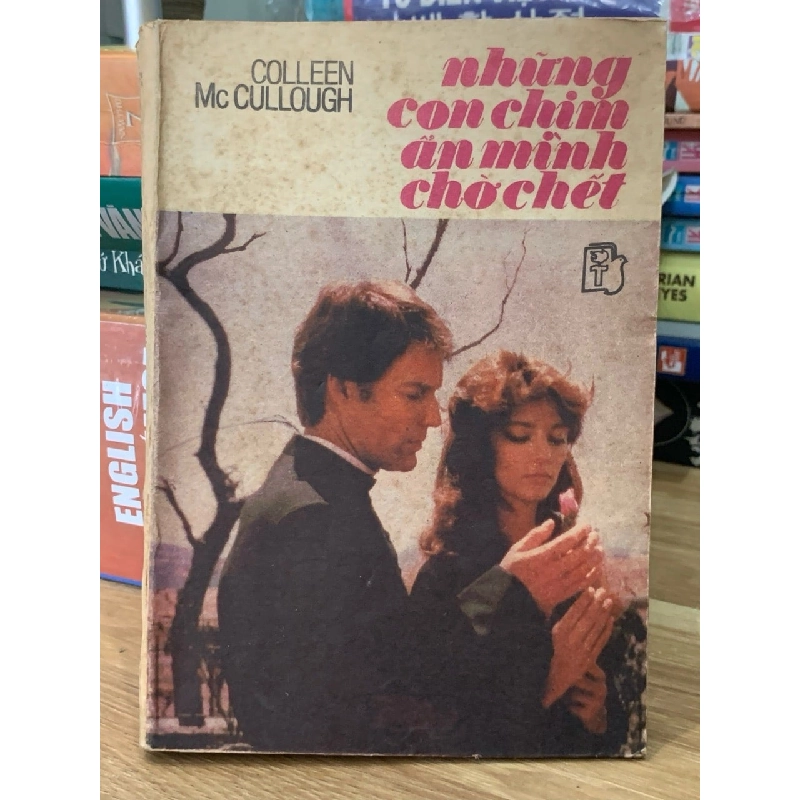 COLLEEN
Mc CULLOUGH
những
con chim
ẩn mình
chờ chết
T
ENGLISH
RIAN
YES